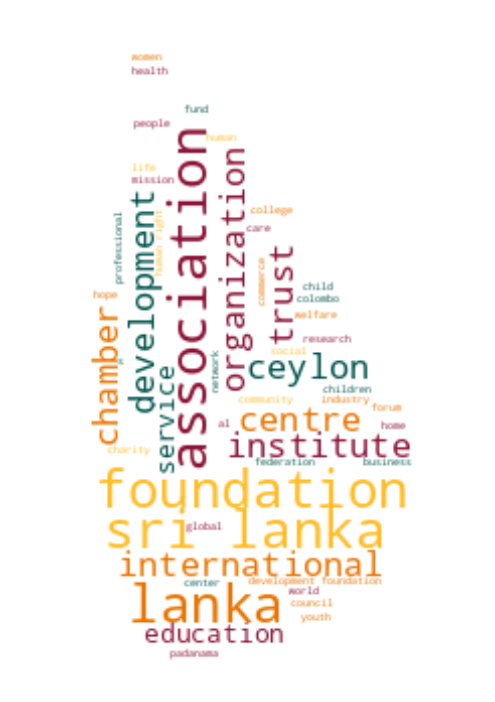 women
health
fund
people
human
association
life
mission
organization
development
college
professional
human right
care
trust
commerce
child
hope
colombo
chamber
welfare
research
social
network
ceylon
service
children
community
industry
forum
centre
al
home
institute
charity
federation
business
foundation
sri lanka
global
international
center
development foundation
lanka
world
council
youth
education
padanama